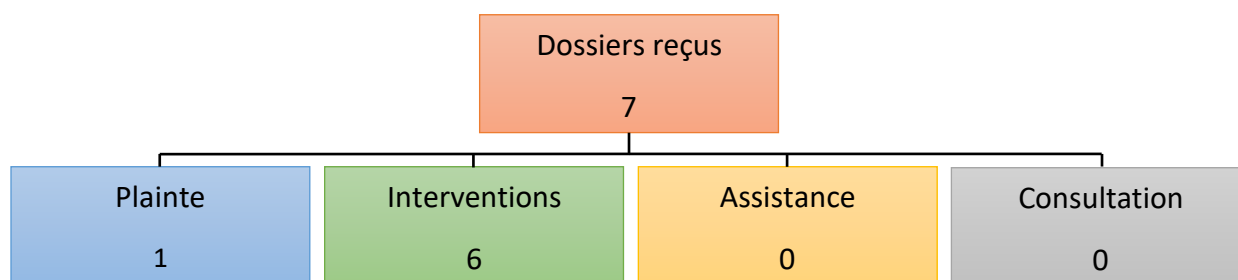 Dossiers reçus
7
Plainte
1
Interventions
6
Assistance
0
Consultation
0